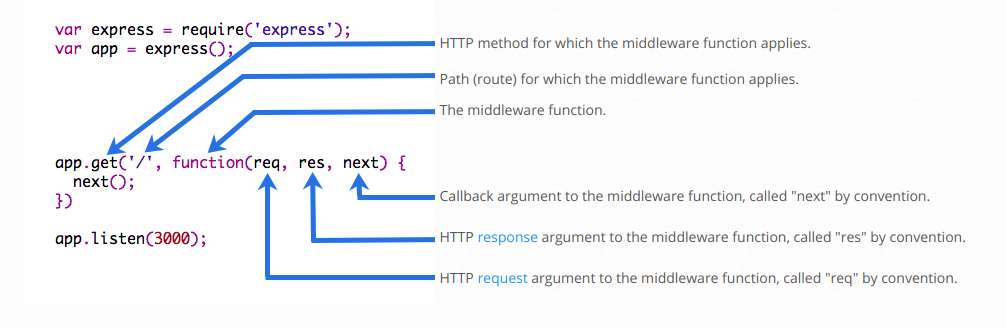 var express = require('express');
var app = express();
HTTP method for which the middleware function applies.
Path (route) for which the middleware function applies.
The middleware function.
app.get('/', function(req, res, next) {
next();
})
Callback argument to the middleware function, called "next" by convention.
app.listen(3000);
HTTP response argument to the middleware function, called "res" by convention.
HTTP request argument to the middleware function, called "req" by convention.